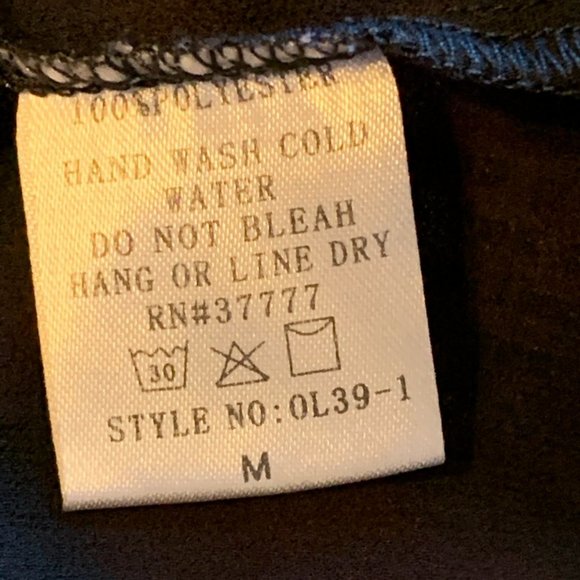 100%POLYESTER
HAND WASH COLD
WATER
DO NOT BLEAH
HANG OR LINE DRY
RN#37777
30
STYLE NO:OL39-1
M